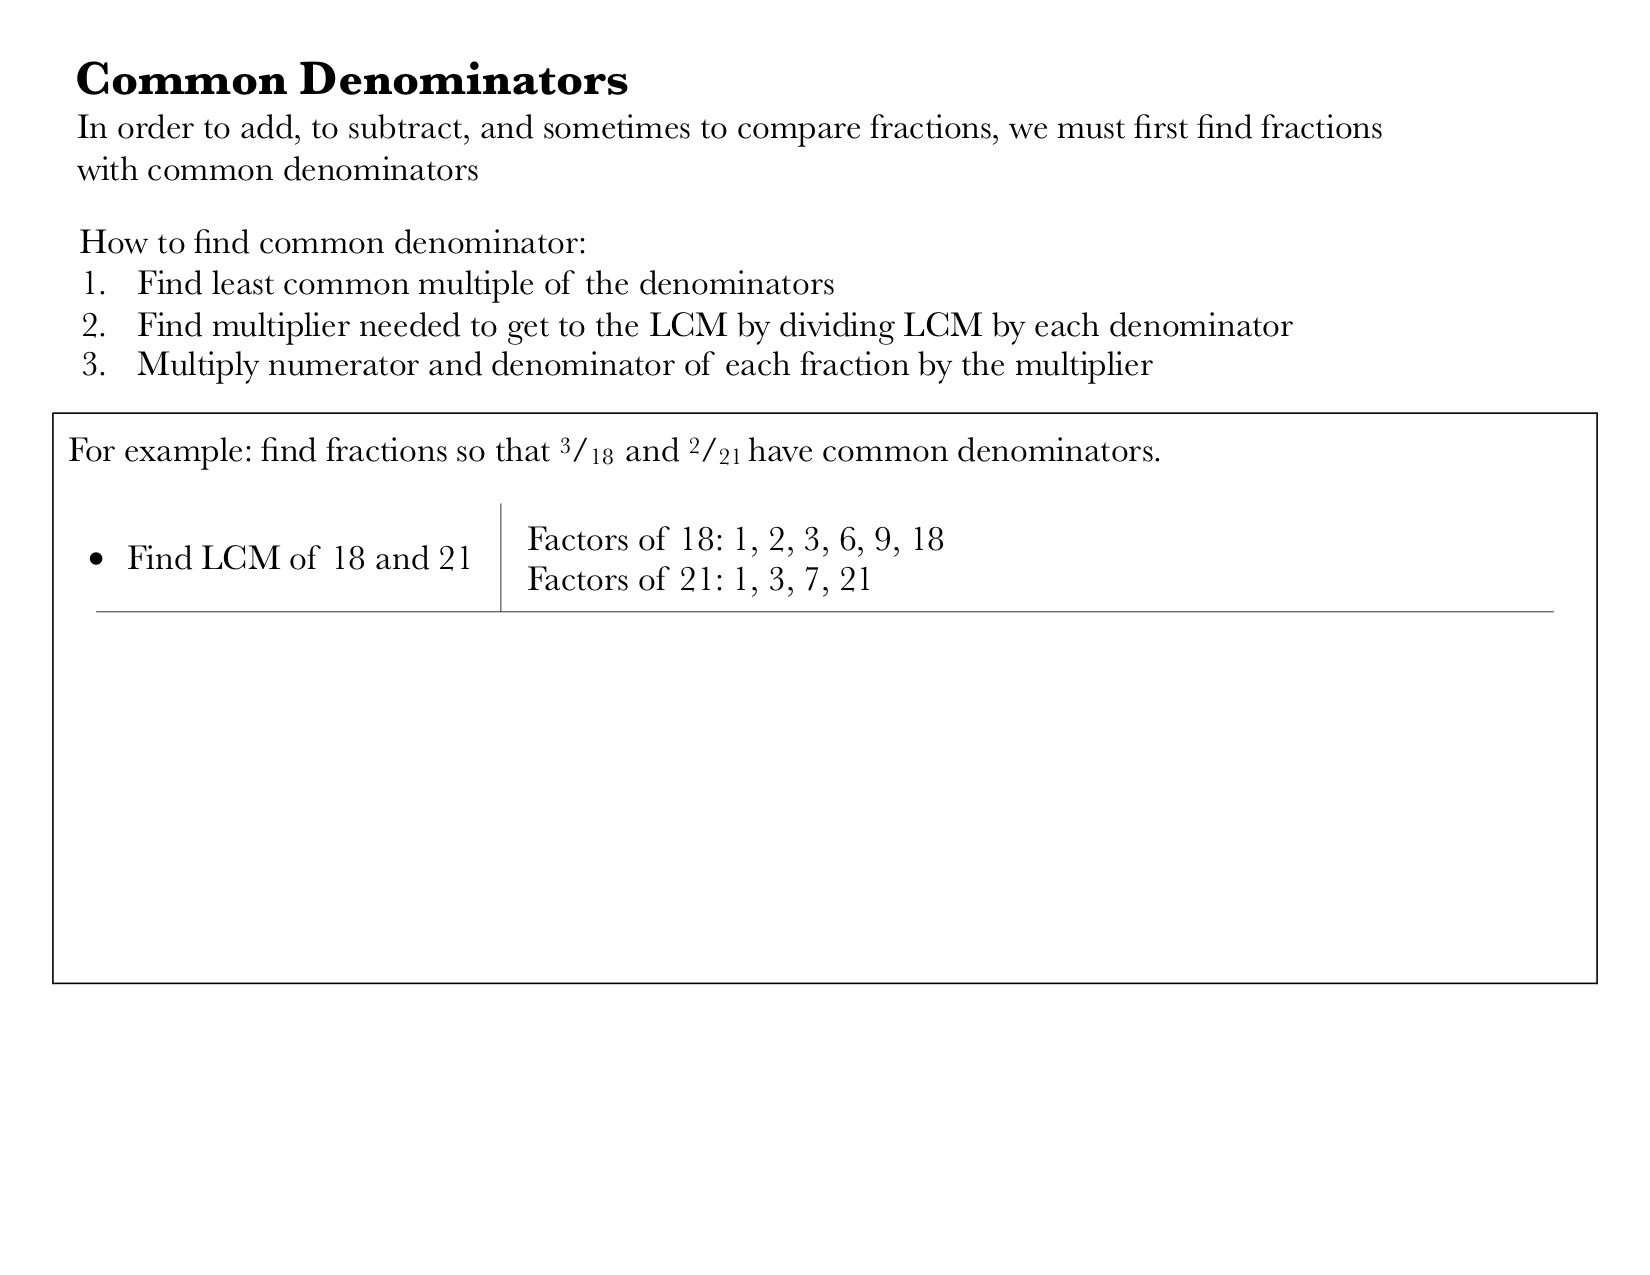 Common Denominators
In order to add, to subtract, and sometimes to compare fractions, we must first find fractions
with common denominators
How to find common denominator:
1. Find least common multiple of the denominators
2. Find multiplier needed to get to the LCM by dividing LCM by each denominator
3. Multiply numerator and denominator of each fraction by the multiplier
For example: find fractions so that 3/18 and 2/21 have common denominators.
• Find LCM of 18 and 21
Factors of 18: 1, 2, 3, 6, 9, 18
Factors of 21: 1, 3, 7, 21